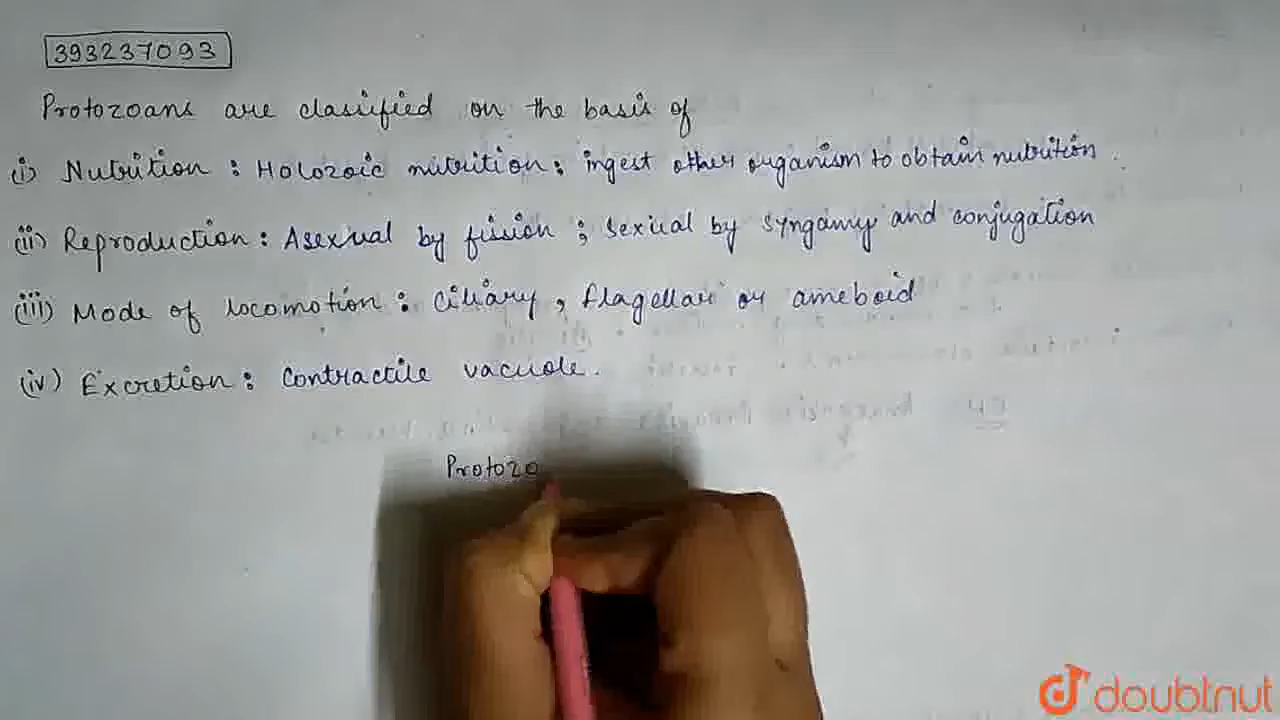 393237093
Protozoans are classified on the basis of
(i) Nutrition : Holozoic nutrition : ingest other organism to obtain nutrition.
(ii) Reproduction : Asexual by fission ; sexual by syngamy and conjugation
(iii) Mode of locomotion : ciliary , flagellar or ameboid
(iv) Excretion : contractile vacuole.
Protozo
doubtnut